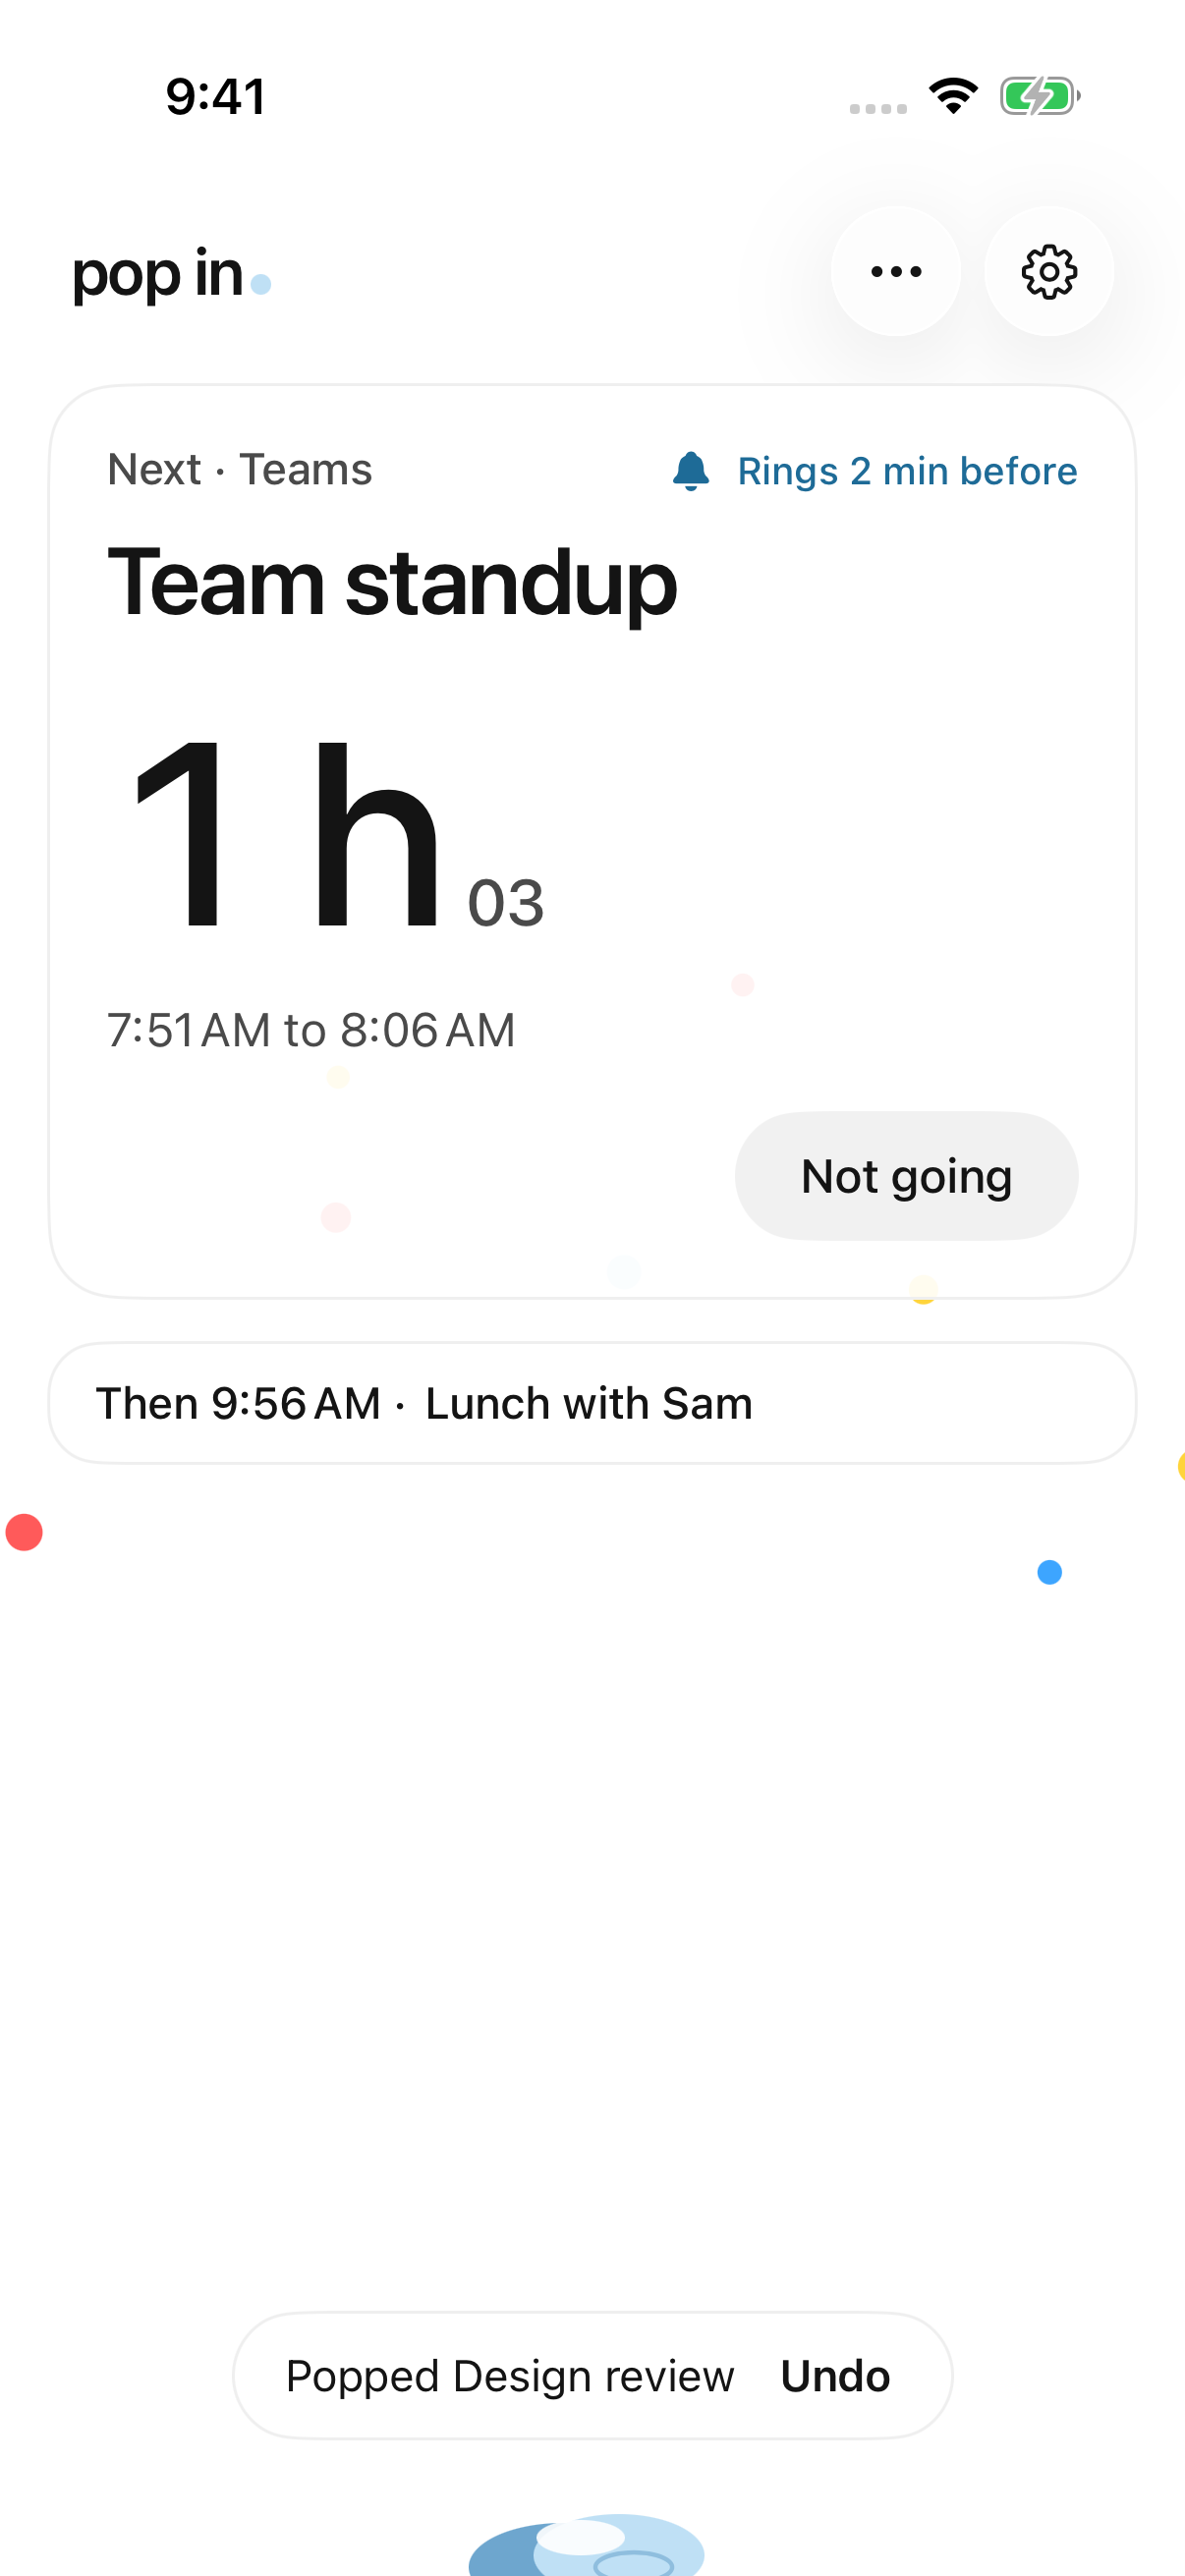 9:41
pop in
Next · Teams
Rings 2 min before
Team standup
1 h 03
7:51 AM to 8:06 AM
Not going
Then 9:56 AM · Lunch with Sam
Popped Design review Undo